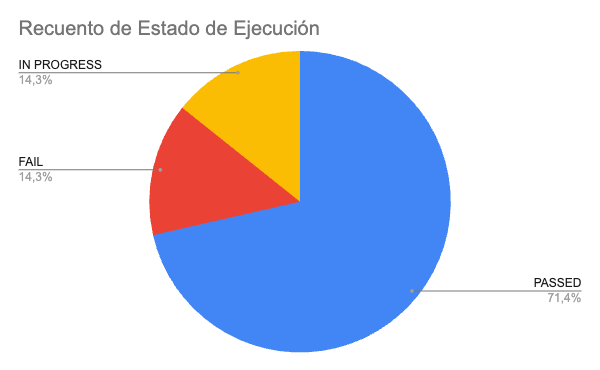 Recuento de Estado de Ejecución
IN PROGRESS
14,3%
FAIL
14,3%
PASSED
71,4%